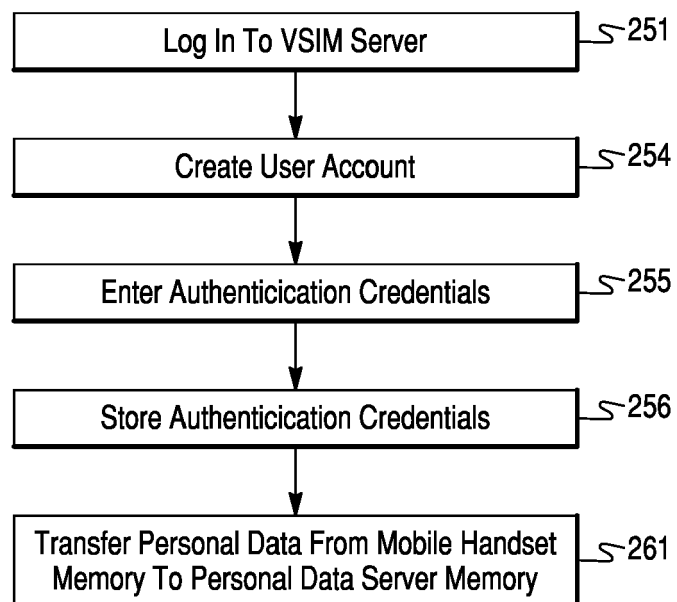 Log In To VSIM Server
251
Create User Account
254
Enter Authenticication Credentials
255
Store Authenticication Credentials
256
Transfer Personal Data From Mobile Handset
Memory To Personal Data Server Memory
261